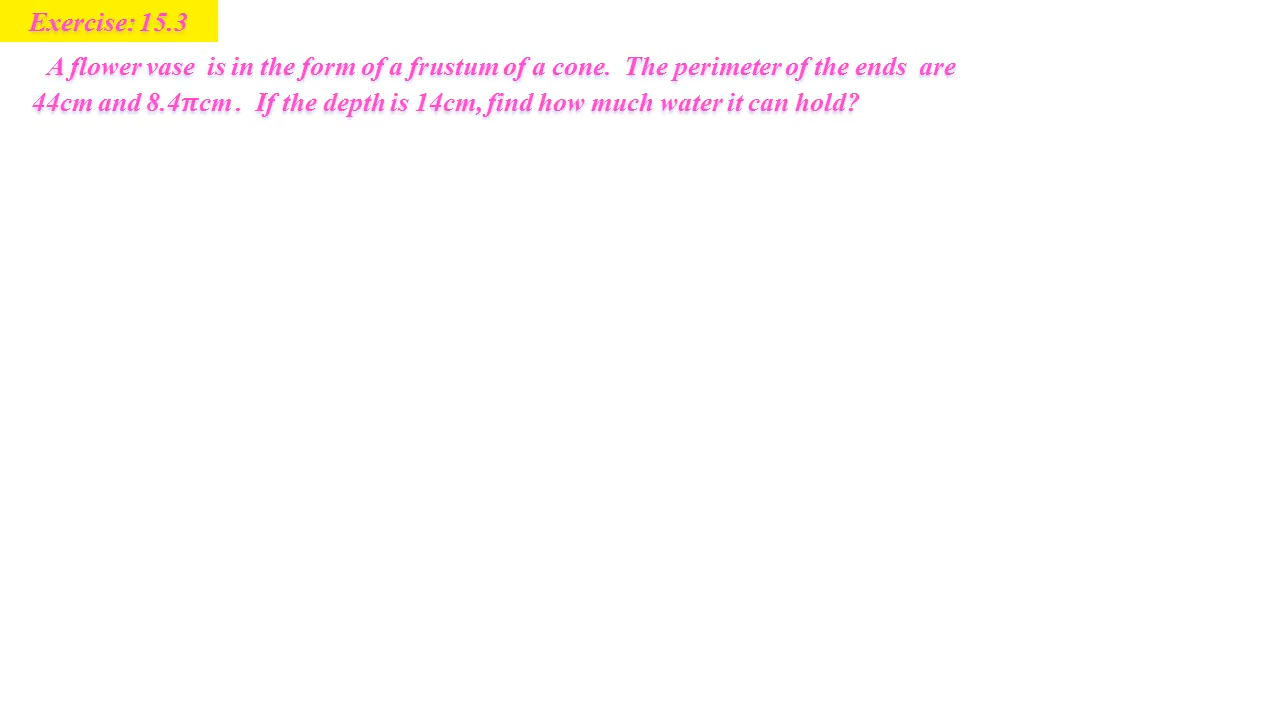 Exercise: 15.3
A flower vase is in the form of a frustum of a cone. The perimeter of the ends are
44cm and 8.4πcm. If the depth is 14cm, find how much water it can hold?